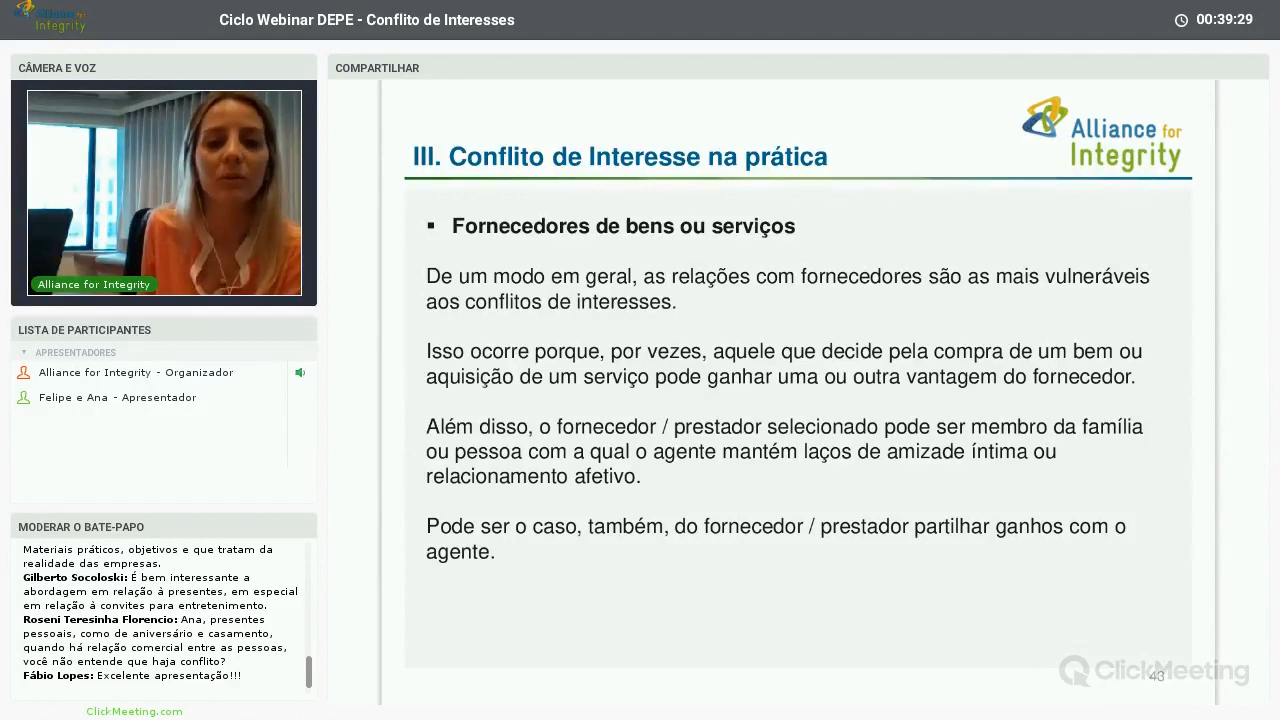 Alliance for
Integrity
Ciclo Webinar DEPE - Conflito de Interesses
00:39:29
CÂMERA E VOZ
Alliance for Integrity
LISTA DE PARTICIPANTES
APRESENTADORES
Alliance for Integrity - Organizador
Felipe e Ana - Apresentador
MODERAR O BATE-PAPO
Materiais práticos, objetivos e que tratam da
realidade das empresas.
Gilberto Socoloski: É bem interessante a
abordagem em relação à presentes, em especial
em relação à convites para entretenimento.
Roseni Teresinha Florencio: Ana, presentes
pessoais, como de aniversário e casamento,
quando há relação comercial entre as pessoas,
você não entende que haja conflito?
Fábio Lopes: Excelente apresentação!!!
ClickMeeting.com
COMPARTILHAR
Alliance for
Integrity
III. Conflito de Interesse na prática
▪ Fornecedores de bens ou serviços
De um modo em geral, as relações com fornecedores são as mais vulneráveis
aos conflitos de interesses.
Isso ocorre porque, por vezes, aquele que decide pela compra de um bem ou
aquisição de um serviço pode ganhar uma ou outra vantagem do fornecedor.
Além disso, o fornecedor / prestador selecionado pode ser membro da família
ou pessoa com a qual o agente mantém laços de amizade íntima ou
relacionamento afetivo.
Pode ser o caso, também, do fornecedor / prestador partilhar ganhos com o
agente.
ClickMeeting
43